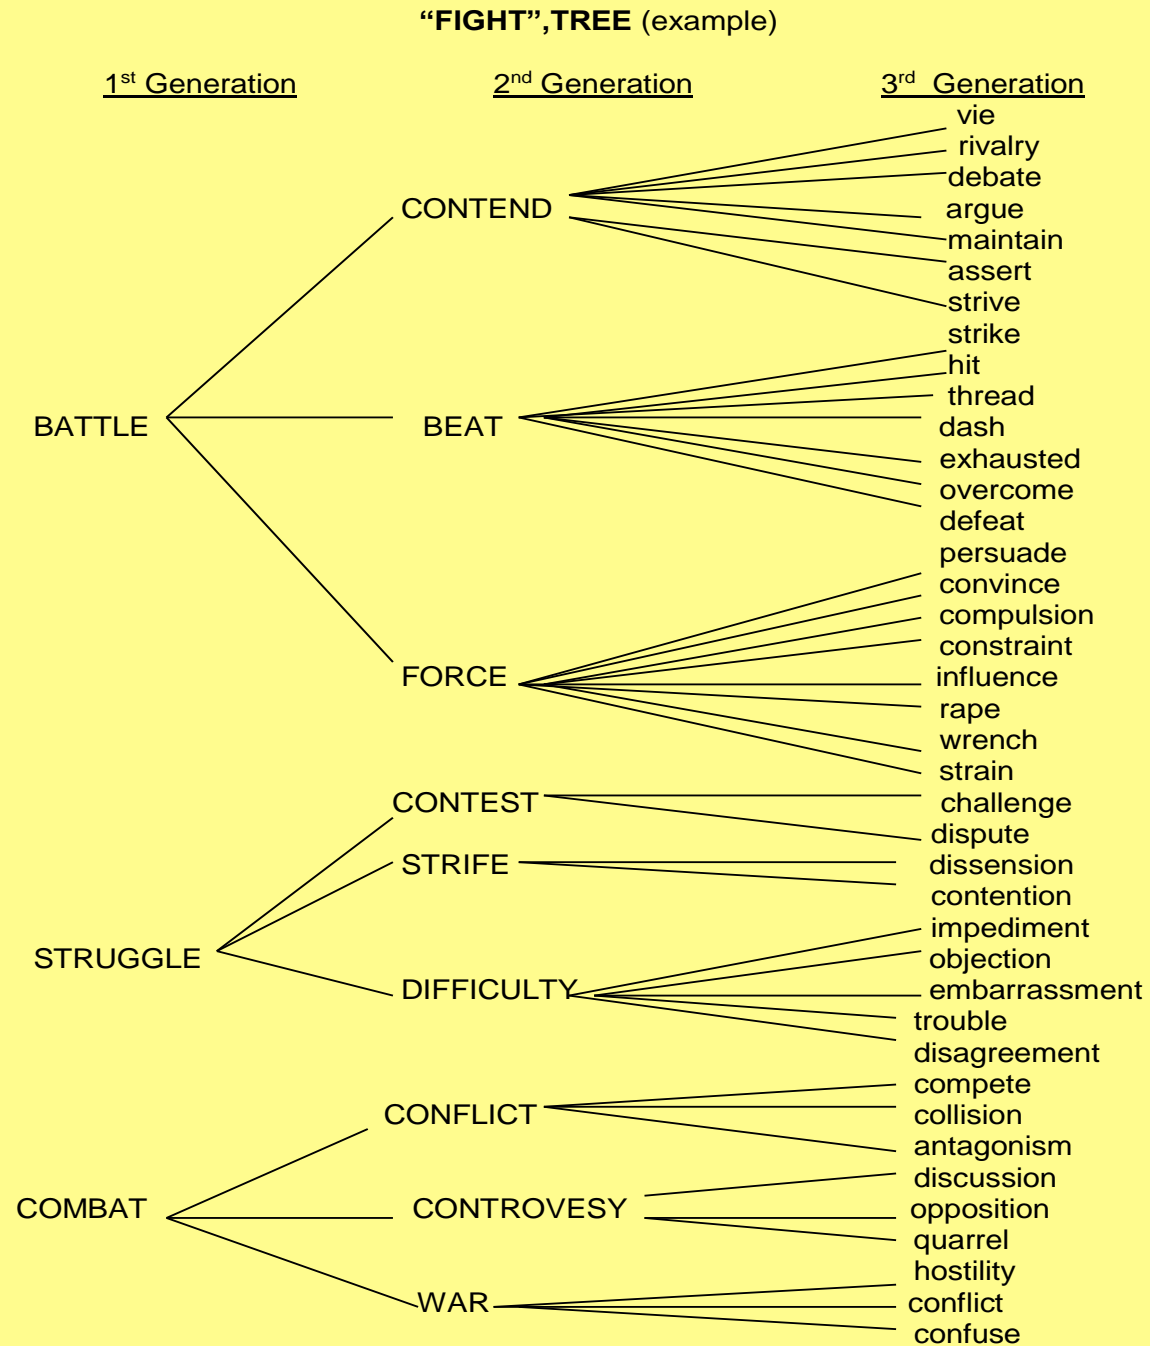 “FIGHT”,TREE (example)
1st Generation 2nd Generation 3rd Generation
vie
rivalry
debate
CONTEND argue
maintain
assert
strive
strike
hit
thread
BATTLE BEAT dash
exhausted
overcome
defeat
persuade
convince
compulsion
constraint
FORCE influence
rape
wrench
strain
CONTEST challenge
dispute
STRIFE dissension
contention
impediment
STRUGGLE objection
DIFFICULTY embarrassment
trouble
disagreement
compete
CONFLICT collision
antagonism
discussion
COMBAT CONTROVESY opposition
quarrel
hostility
WAR conflict
confuse